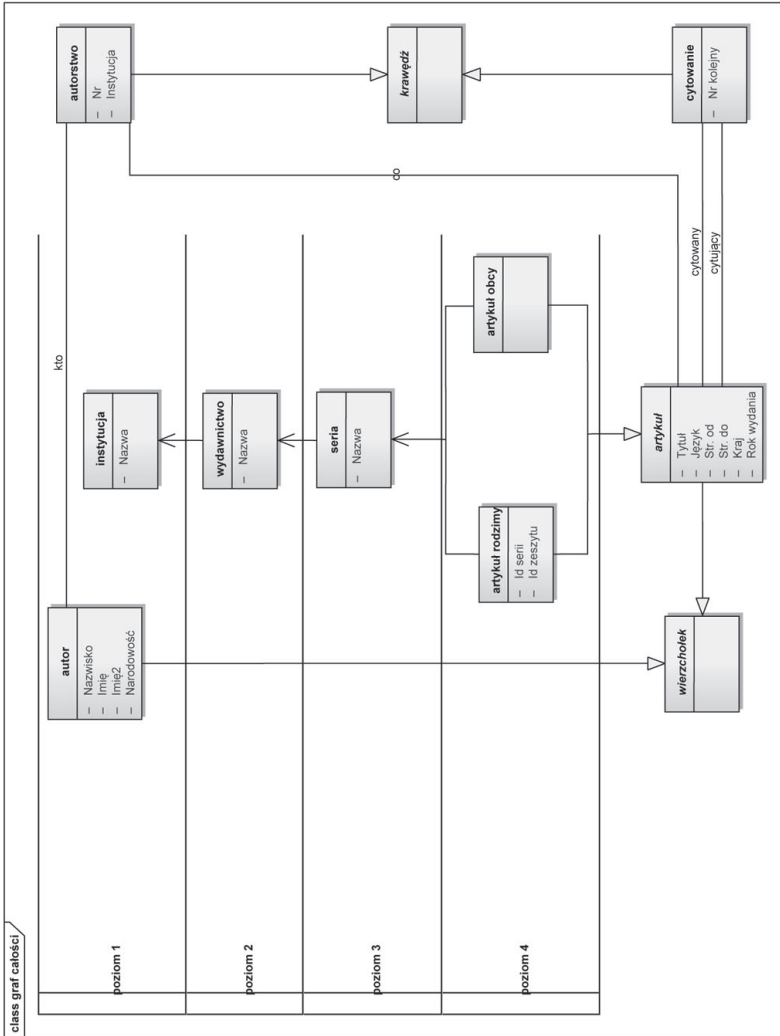 class graf całości
poziom 1
poziom 2
poziom 3
poziom 4
autor
– Nazwisko
– Imię
– Imię2
– Narodowość
instytucja
– Nazwa
wydawnictwo
– Nazwa
seria
– Nazwa
artykuł rodzimy
– Id serii
– Id zeszytu
artykuł obcy
wierzchołek
artykuł
– Tytuł
– Język
– Str. od
– Str. do
– Kraj
– Rok wydania
kto
co
cytowany
cytujący
autorstwo
– Nr
– Instytucja
krawędź
cytowanie
– Nr kolejny